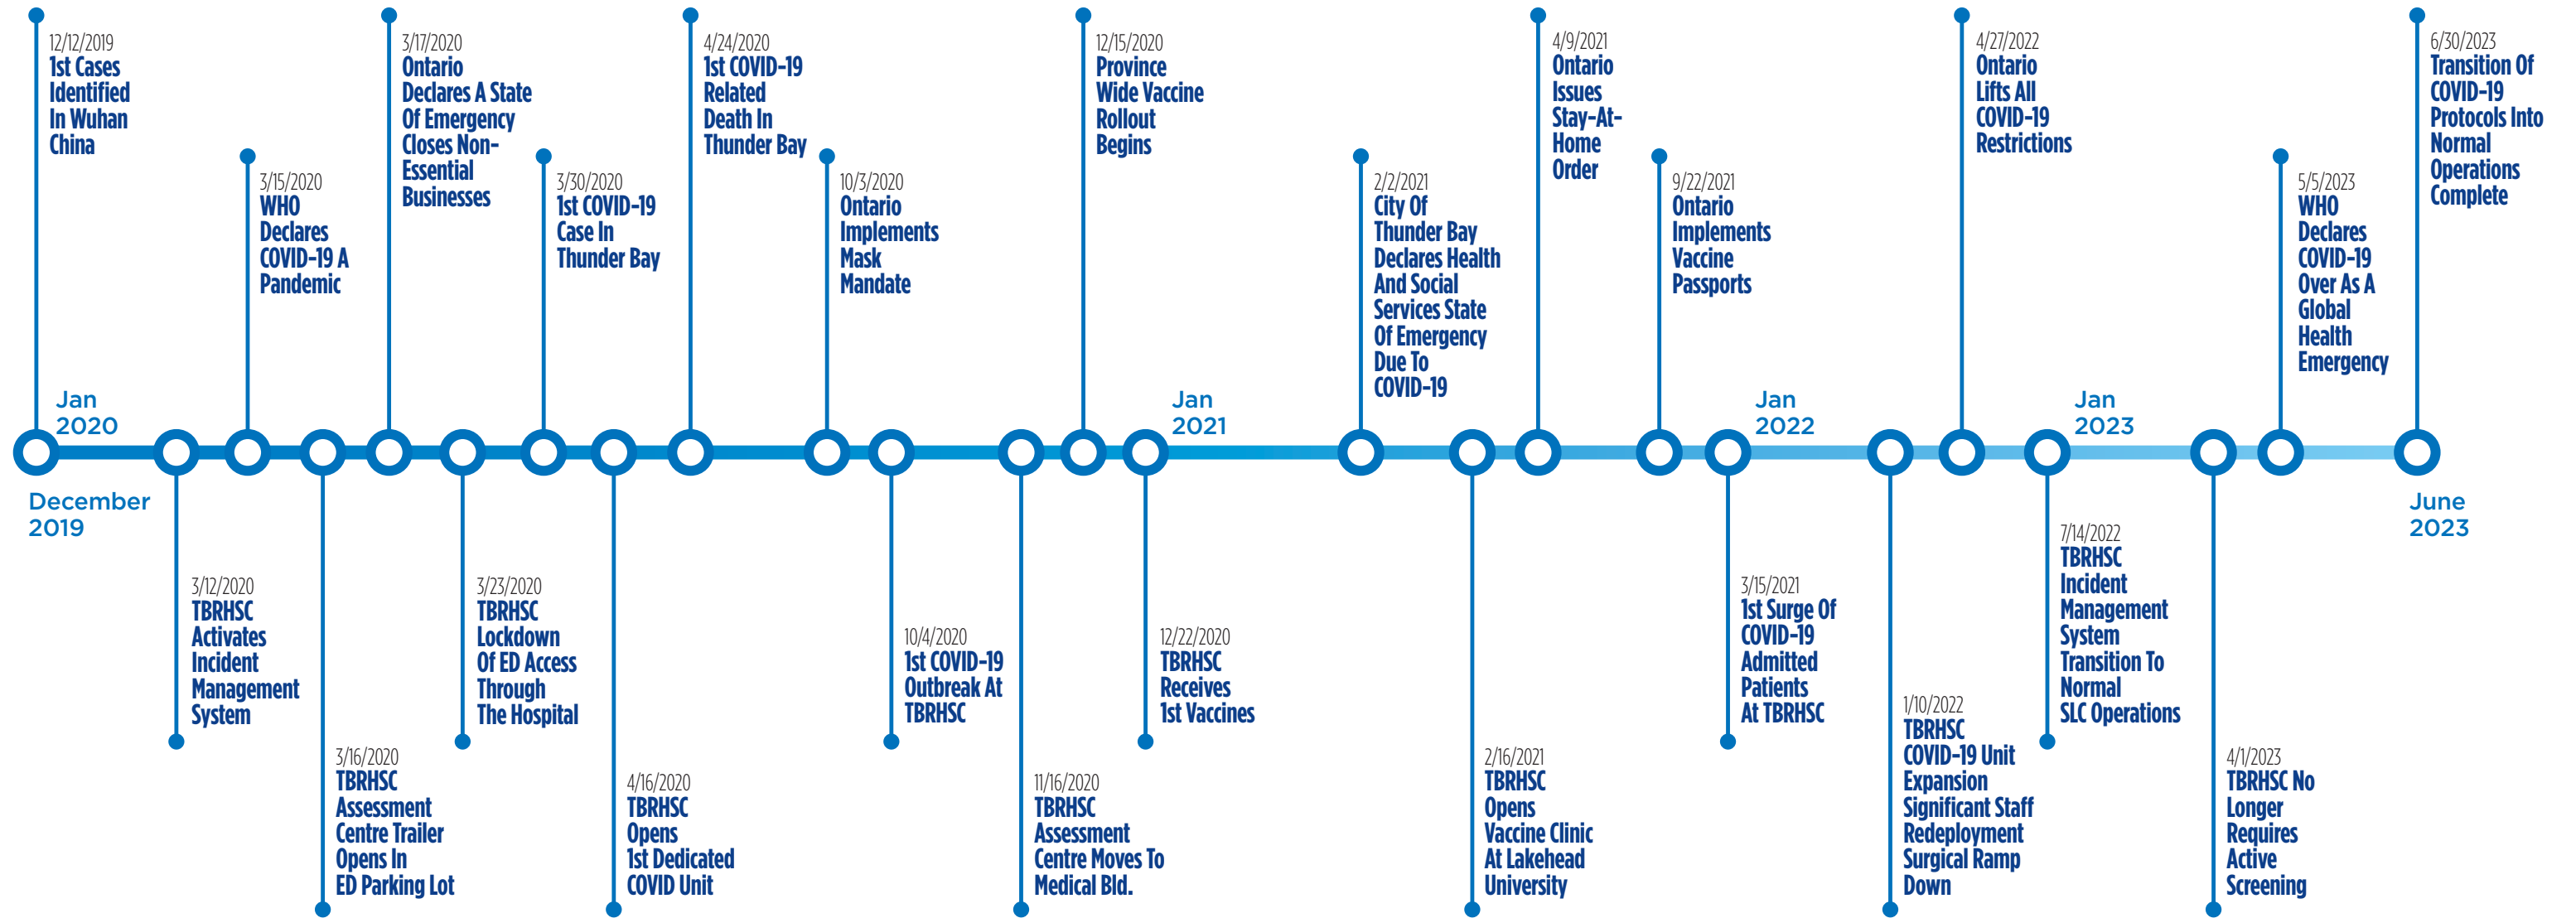 12/12/2019
1st Cases
Identified
In Wuhan
China
3/15/2020
WHO
Declares
COVID-19 A
Pandemic
3/17/2020
Ontario
Declares A State
Of Emergency
Closes Non-
Essential
Businesses
3/30/2020
1st COVID-19
Case In
Thunder Bay
4/24/2020
1st COVID-19
Related
Death In
Thunder Bay
10/3/2020
Ontario
Implements
Mask
Mandate
12/15/2020
Province
Wide Vaccine
Rollout
Begins
2/2/2021
City Of
Thunder Bay
Declares Health
And Social
Services State
Of Emergency
Due To
COVID-19
4/9/2021
Ontario
Issues
Stay-At-
Home
Order
9/22/2021
Ontario
Implements
Vaccine
Passports
4/27/2022
Ontario
Lifts All
COVID-19
Restrictions
5/5/2023
WHO
Declares
COVID-19
Over As A
Global
Health
Emergency
6/30/2023
Transition Of
COVID-19
Protocols Into
Normal
Operations
Complete
Jan
2020
Jan
2021
Jan
2022
Jan
2023
December
2019
June
2023
3/12/2020
TBRHSC
Activates
Incident
Management
System
3/16/2020
TBRHSC
Assessment
Centre Trailer
Opens In
ED Parking Lot
3/23/2020
TBRHSC
Lockdown
Of ED Access
Through
The Hospital
4/16/2020
TBRHSC
Opens
1st Dedicated
COVID Unit
10/4/2020
1st COVID-19
Outbreak At
TBRHSC
11/16/2020
TBRHSC
Assessment
Centre Moves To
Medical Bld.
12/22/2020
TBRHSC
Receives
1st Vaccines
2/16/2021
TBRHSC
Opens
Vaccine Clinic
At Lakehead
University
3/15/2021
1st Surge Of
COVID-19
Admitted
Patients
At TBRHSC
1/10/2022
TBRHSC
COVID-19 Unit
Expansion
Significant Staff
Redeployment
Surgical Ramp
Down
7/14/2022
TBRHSC
Incident
Management
System
Transition To
Normal
SLC Operations
4/1/2023
TBRHSC No
Longer
Requires
Active
Screening